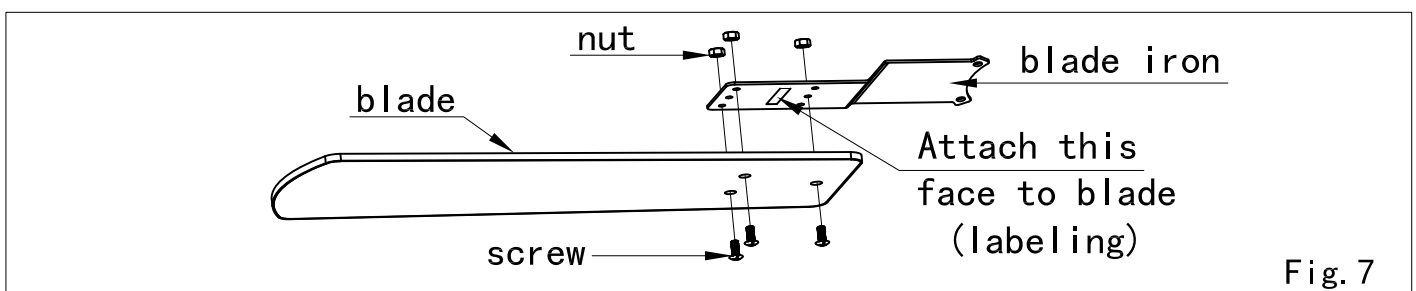 nut
blade iron
blade
Attach this
face to blade
(labeling)
screw
Fig. 7